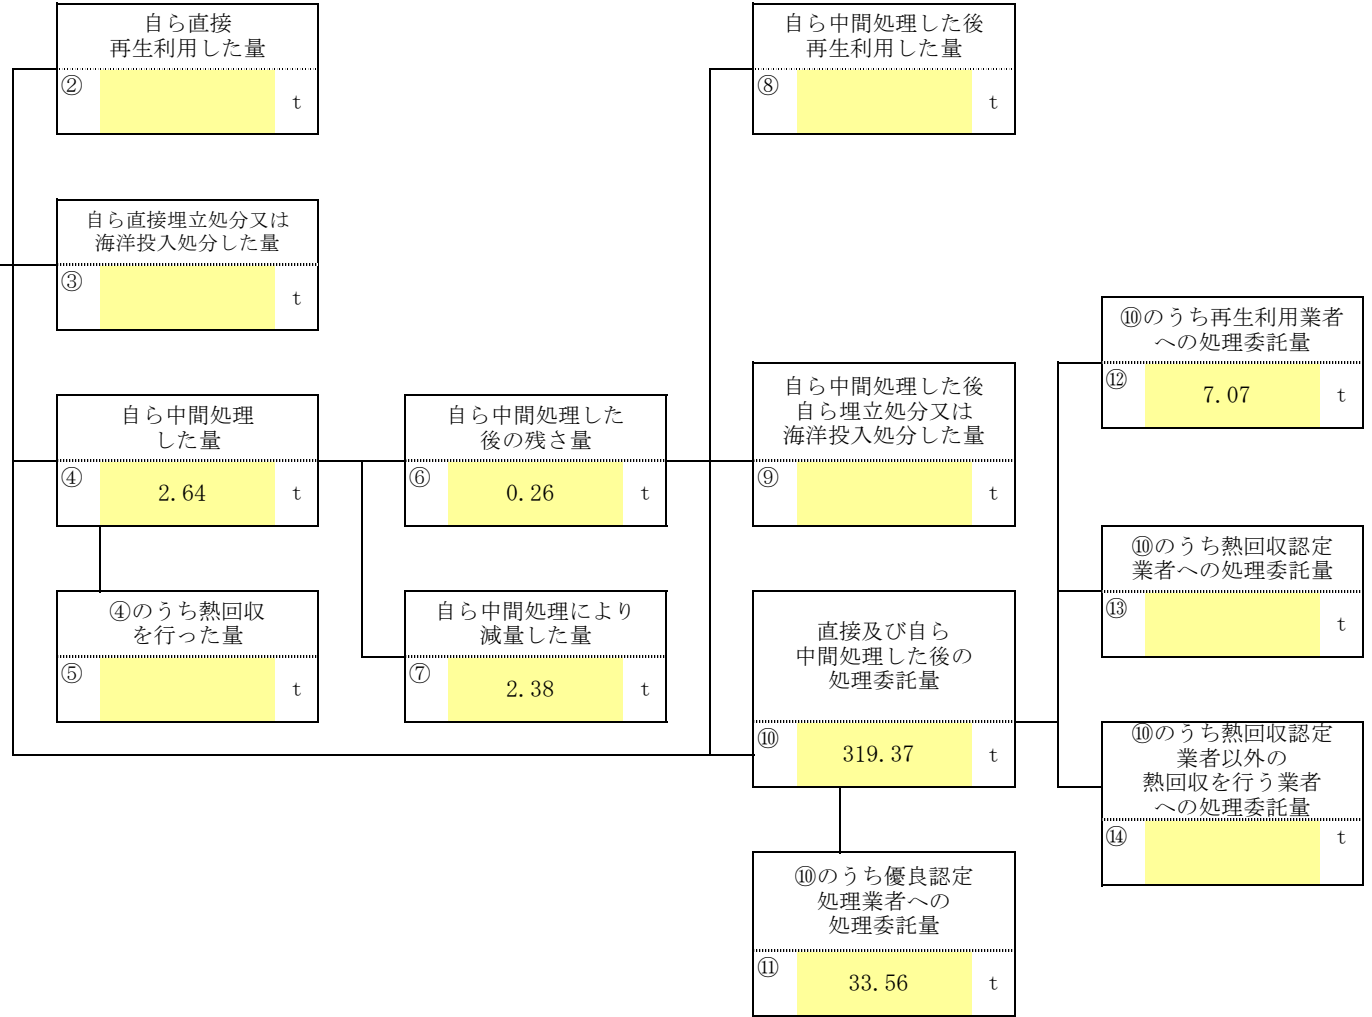 自ら直接
再生利用した量
②
t
自ら中間処理した後
再生利用した量
⑧
t
自ら直接埋立処分又は
海洋投入処分した量
③
t
⑩のうち再生利用業者
への処理委託量
⑫
7.07
t
自ら中間処理
した量
④
2.64
t
自ら中間処理した
後の残さ量
⑥
0.26
t
自ら中間処理した後
自ら埋立処分又は
海洋投入処分した量
⑨
t
⑩のうち熱回収認定
業者への処理委託量
⑬
t
④のうち熱回収
を行った量
⑤
t
自ら中間処理により
減量した量
⑦
2.38
t
直接及び自ら
中間処理した後の
処理委託量
⑩
319.37
t
⑩のうち熱回収認定
業者以外の
熱回収を行う業者
への処理委託量
⑭
t
⑩のうち優良認定
処理業者への
処理委託量
⑪
33.56
t